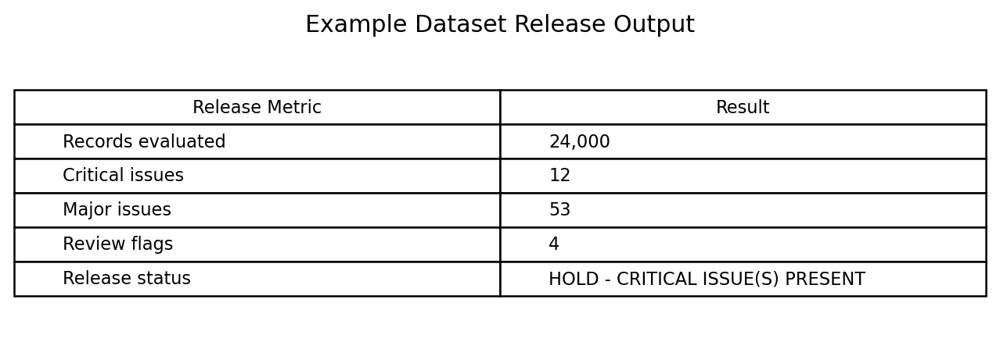 Example Dataset Release Output
Release Metric Result
Records evaluated 24,000
Critical issues 12
Major issues 53
Review flags 4
Release status HOLD - CRITICAL ISSUE(S) PRESENT